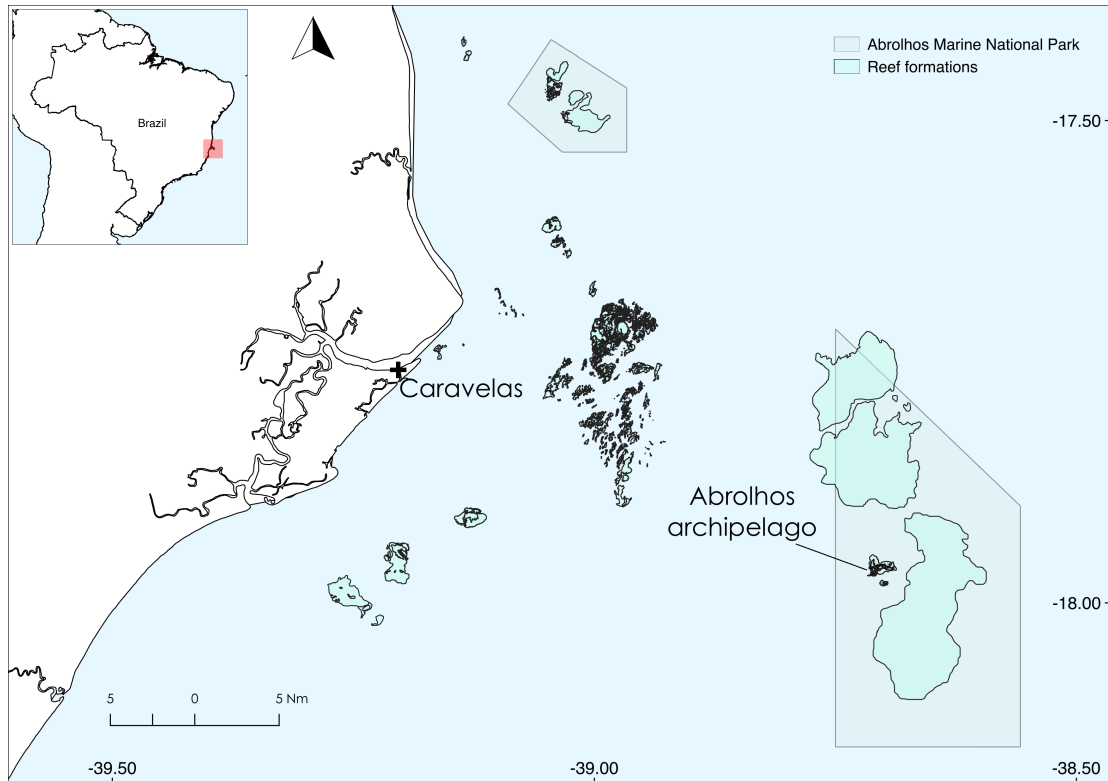 Brazil
Abrolhos Marine National Park
Reef formations
-17.50
Caravelas
Abrolhos
archipelago
-18.00
5 0 5 Nm
-39.50 -39.00 -38.50